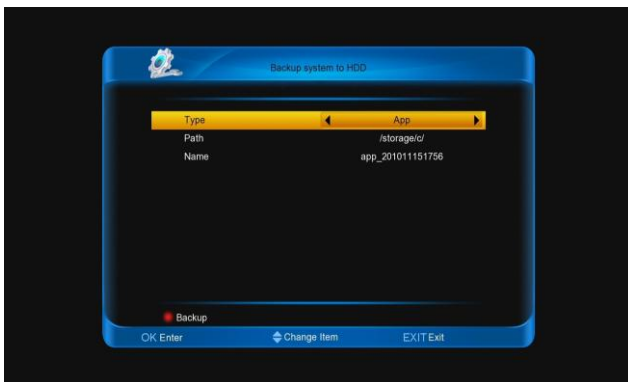 Backup system to HDD
Type App
Path /storage/c/
Name app_201011151756
Backup
OK Enter Change Item EXIT Exit